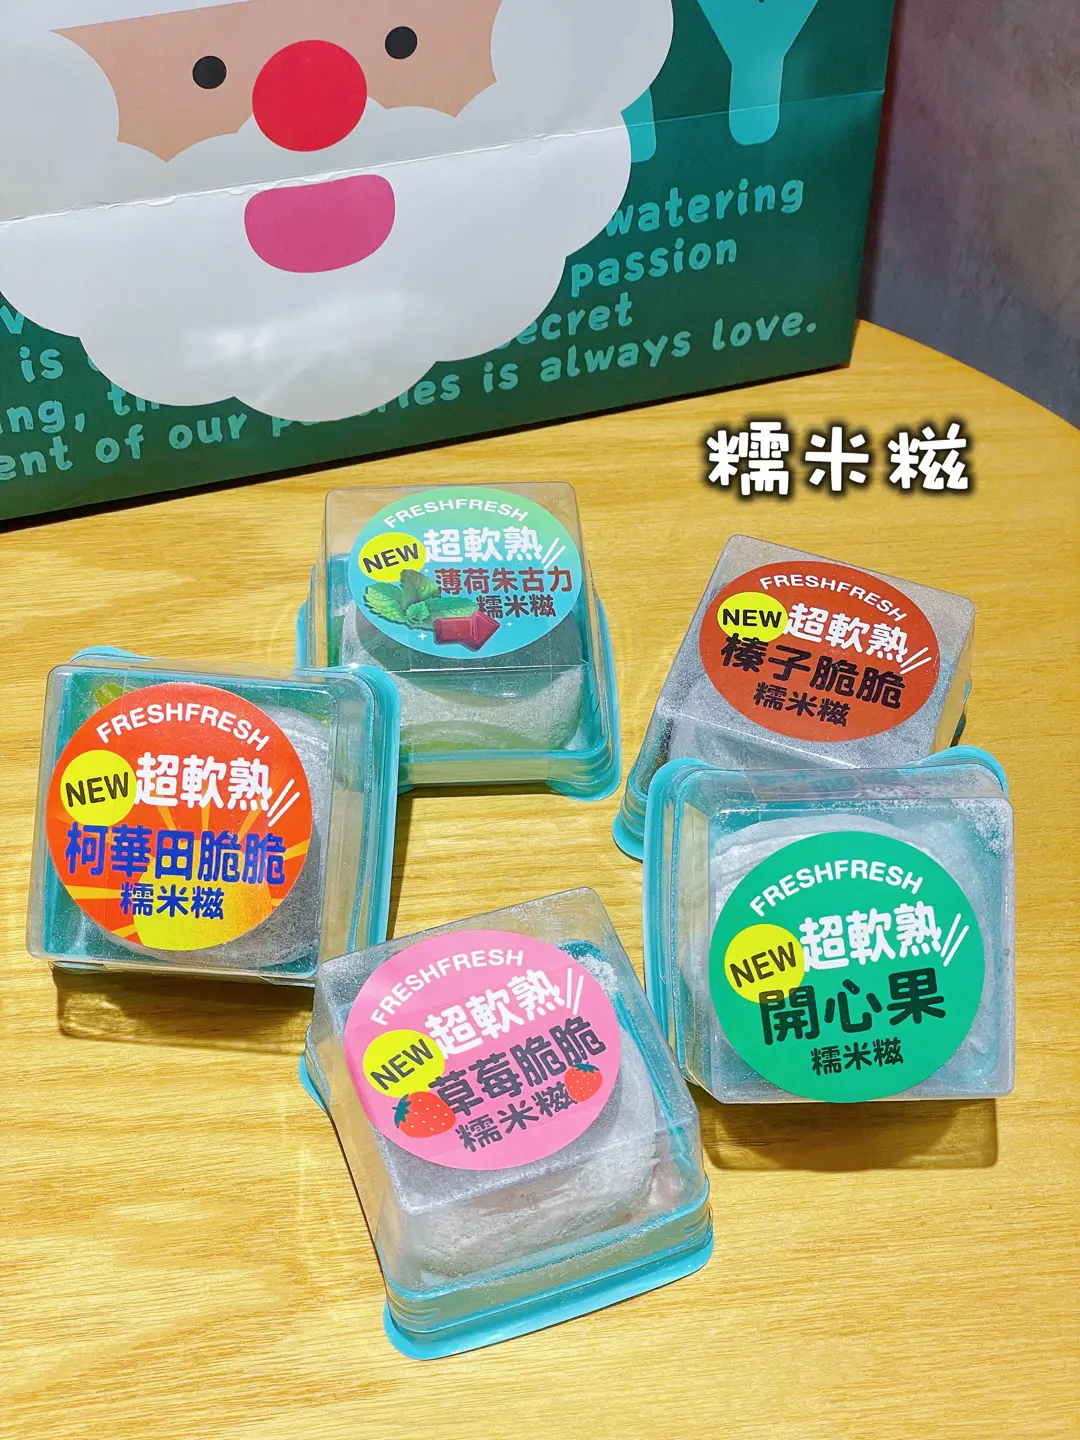 watering
passion
is
ecret
ng,
is always love.
ent of our
糯米糍
FRESHFRESH
NEW
超軟熟
薄荷朱古力
糯米糍
FRESHFRESH
NEW
超軟熟
榛子脆脆
糯米糍
FRESHFRESH
NEW
超軟熟
柯華田脆脆
糯米糍
FRESHFRESH
NEW
超軟熟
開心果
糯米糍
FRESHFRESH
NEW
超軟熟
草莓脆脆
糯米糍